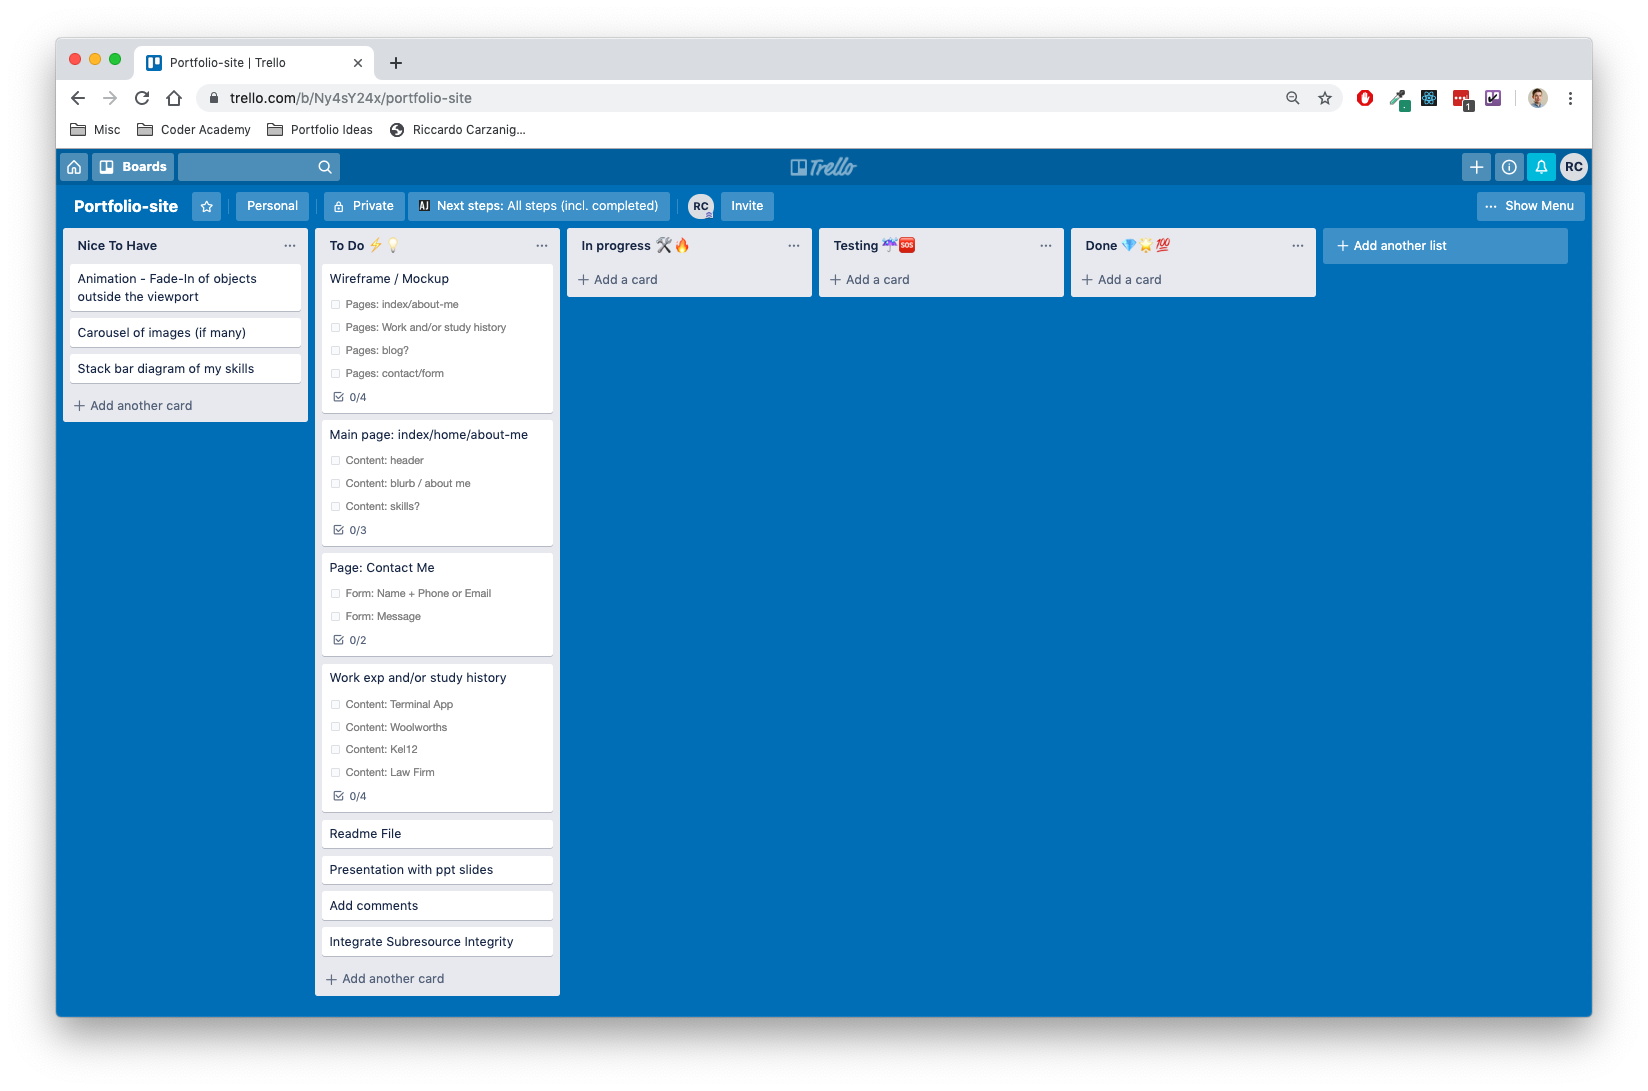 Portfolio-site | Trello
trello.com/b/Ny4sY24x/portfolio-site
1
Misc
Coder Academy
Portfolio Ideas
Riccardo Carzanig...
Boards
Trello
RC
Portfolio-site
Personal
Private
AJ Next steps: All steps (incl. completed)
RC
Invite
... Show Menu
Nice To Have
Animation - Fade-In of objects
outside the viewport
Carousel of images (if many)
Stack bar diagram of my skills
+ Add another card
To Do ⚡💡
Wireframe / Mockup
Pages: index/about-me
Pages: Work and/or study history
Pages: blog?
Pages: contact/form
0/4
Main page: index/home/about-me
Content: header
Content: blurb / about me
Content: skills?
0/3
Page: Contact Me
Form: Name + Phone or Email
Form: Message
0/2
Work exp and/or study history
Content: Terminal App
Content: Woolworths
Content: Kel12
Content: Law Firm
0/4
Readme File
Presentation with ppt slides
Add comments
Integrate Subresource Integrity
+ Add another card
In progress 🛠🔥
+ Add a card
Testing ☔🆘
+ Add a card
Done 💎🌟💯
+ Add a card
+ Add another list